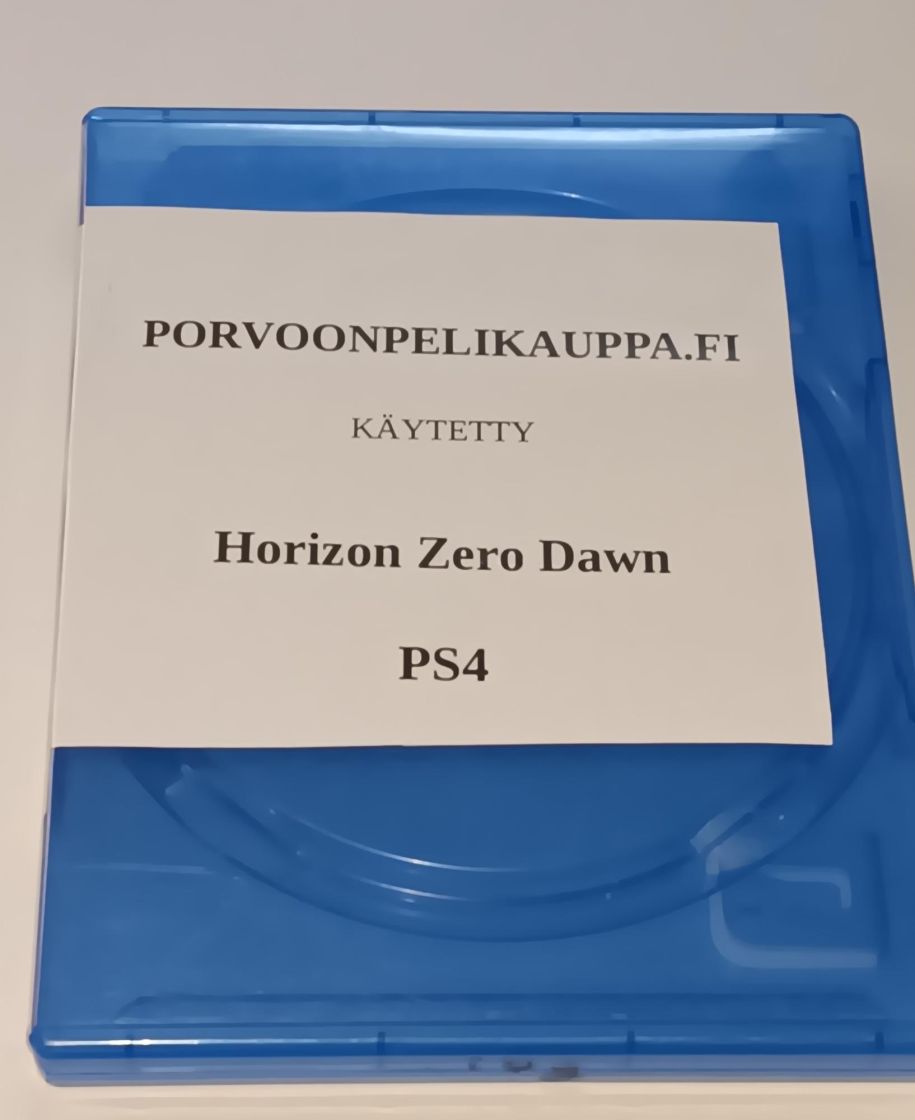 PORVOONPELIKAUPPA.FI
KÄYTETTY
Horizon Zero Dawn
PS4